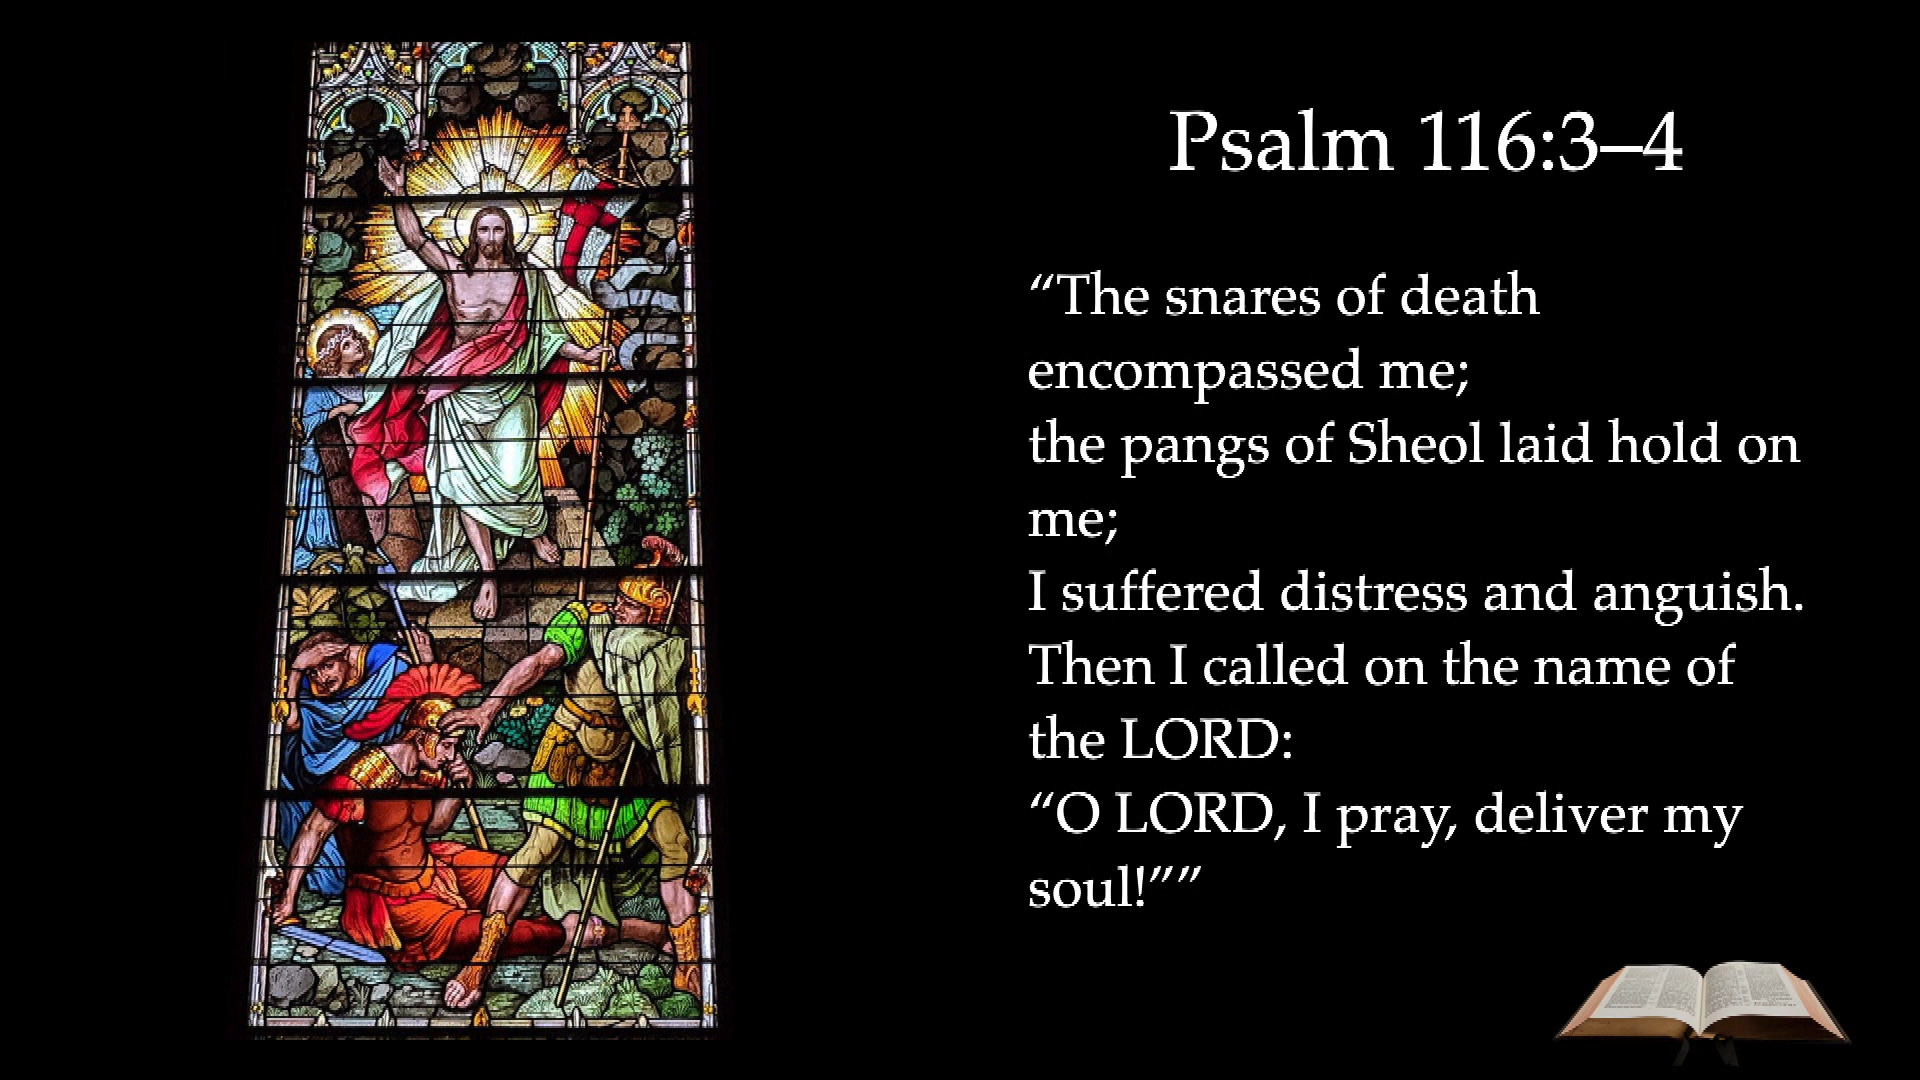 Psalm 116:3–4
“The snares of death
encompassed me;
the pangs of Sheol laid hold on
me;
I suffered distress and anguish.
Then I called on the name of
the LORD:
“O LORD, I pray, deliver my
soul!””